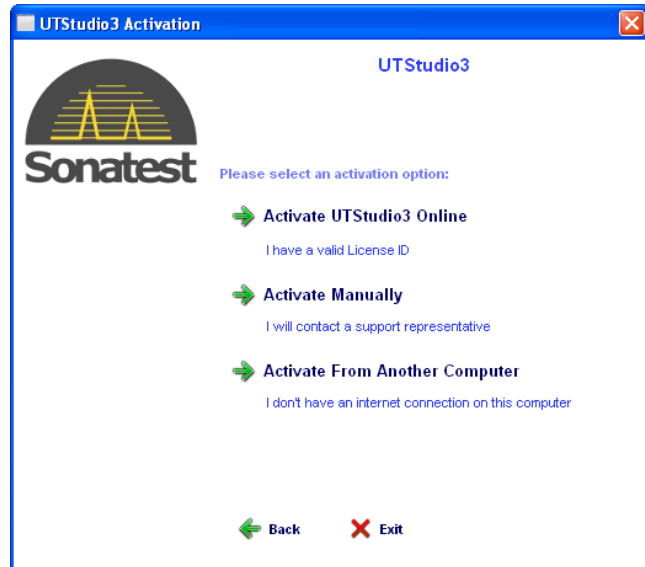 UTStudio3 Activation
UTStudio3
Sonatest
Please select an activation option:
Activate UTStudio3 Online
I have a valid License ID
Activate Manually
I will contact a support representative
Activate From Another Computer
I don't have an internet connection on this computer
Back Exit